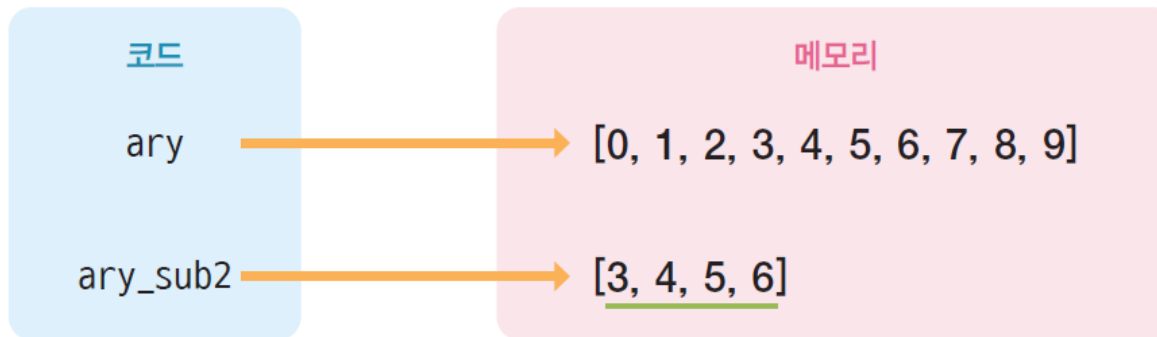 코드
메모리
ary
[0, 1, 2, 3, 4, 5, 6, 7, 8, 9]
ary_sub2
[3, 4, 5, 6]